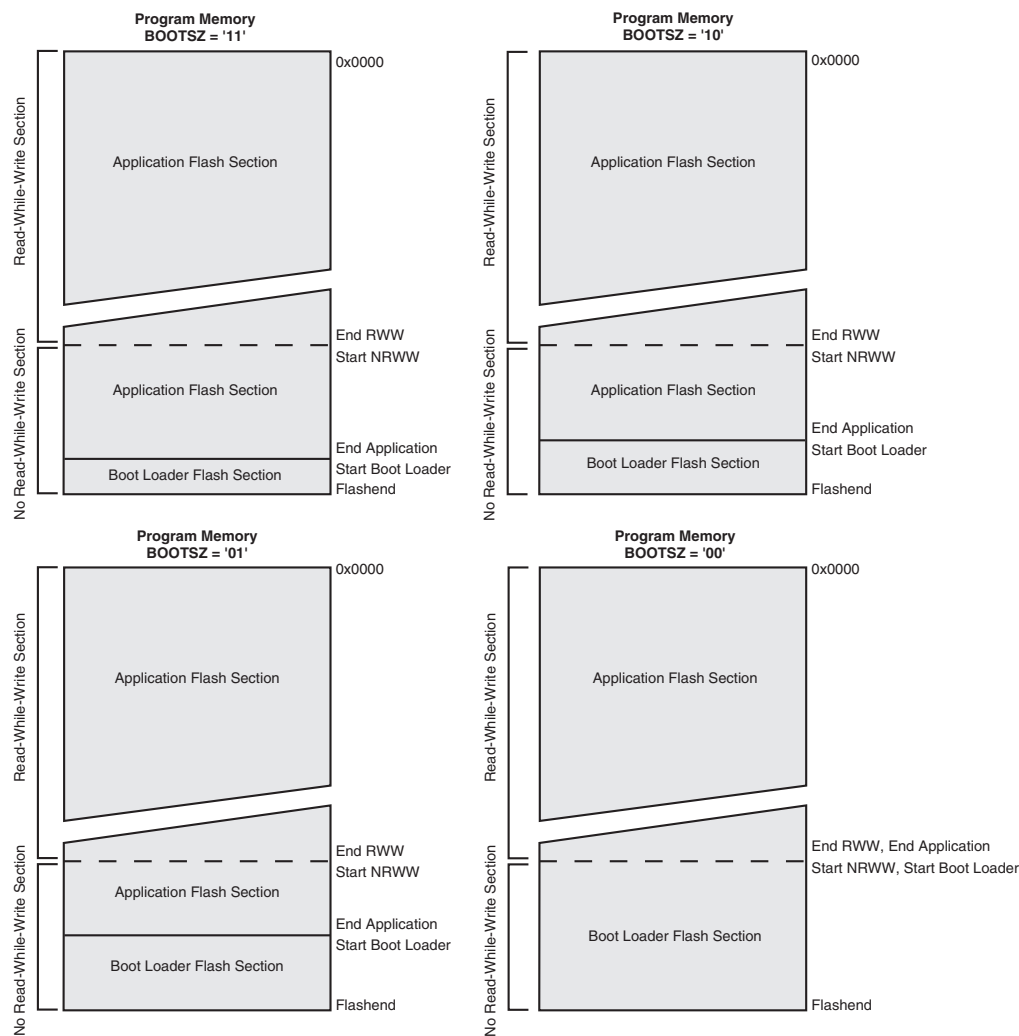 Program Memory
BOOTSZ = '11'
0x0000
Read-While-Write Section
Application Flash Section
End RWW
Start NRWW
No Read-While-Write Section
Application Flash Section
End Application
Start Boot Loader
Boot Loader Flash Section
Flashend
Program Memory
BOOTSZ = '10'
0x0000
Read-While-Write Section
Application Flash Section
End RWW
Start NRWW
No Read-While-Write Section
Application Flash Section
End Application
Start Boot Loader
Boot Loader Flash Section
Flashend
Program Memory
BOOTSZ = '01'
0x0000
Read-While-Write Section
Application Flash Section
End RWW
Start NRWW
No Read-While-Write Section
Application Flash Section
End Application
Start Boot Loader
Boot Loader Flash Section
Flashend
Program Memory
BOOTSZ = '00'
0x0000
Read-While-Write Section
Application Flash Section
End RWW, End Application
Start NRWW, Start Boot Loader
No Read-While-Write Section
Boot Loader Flash Section
Flashend